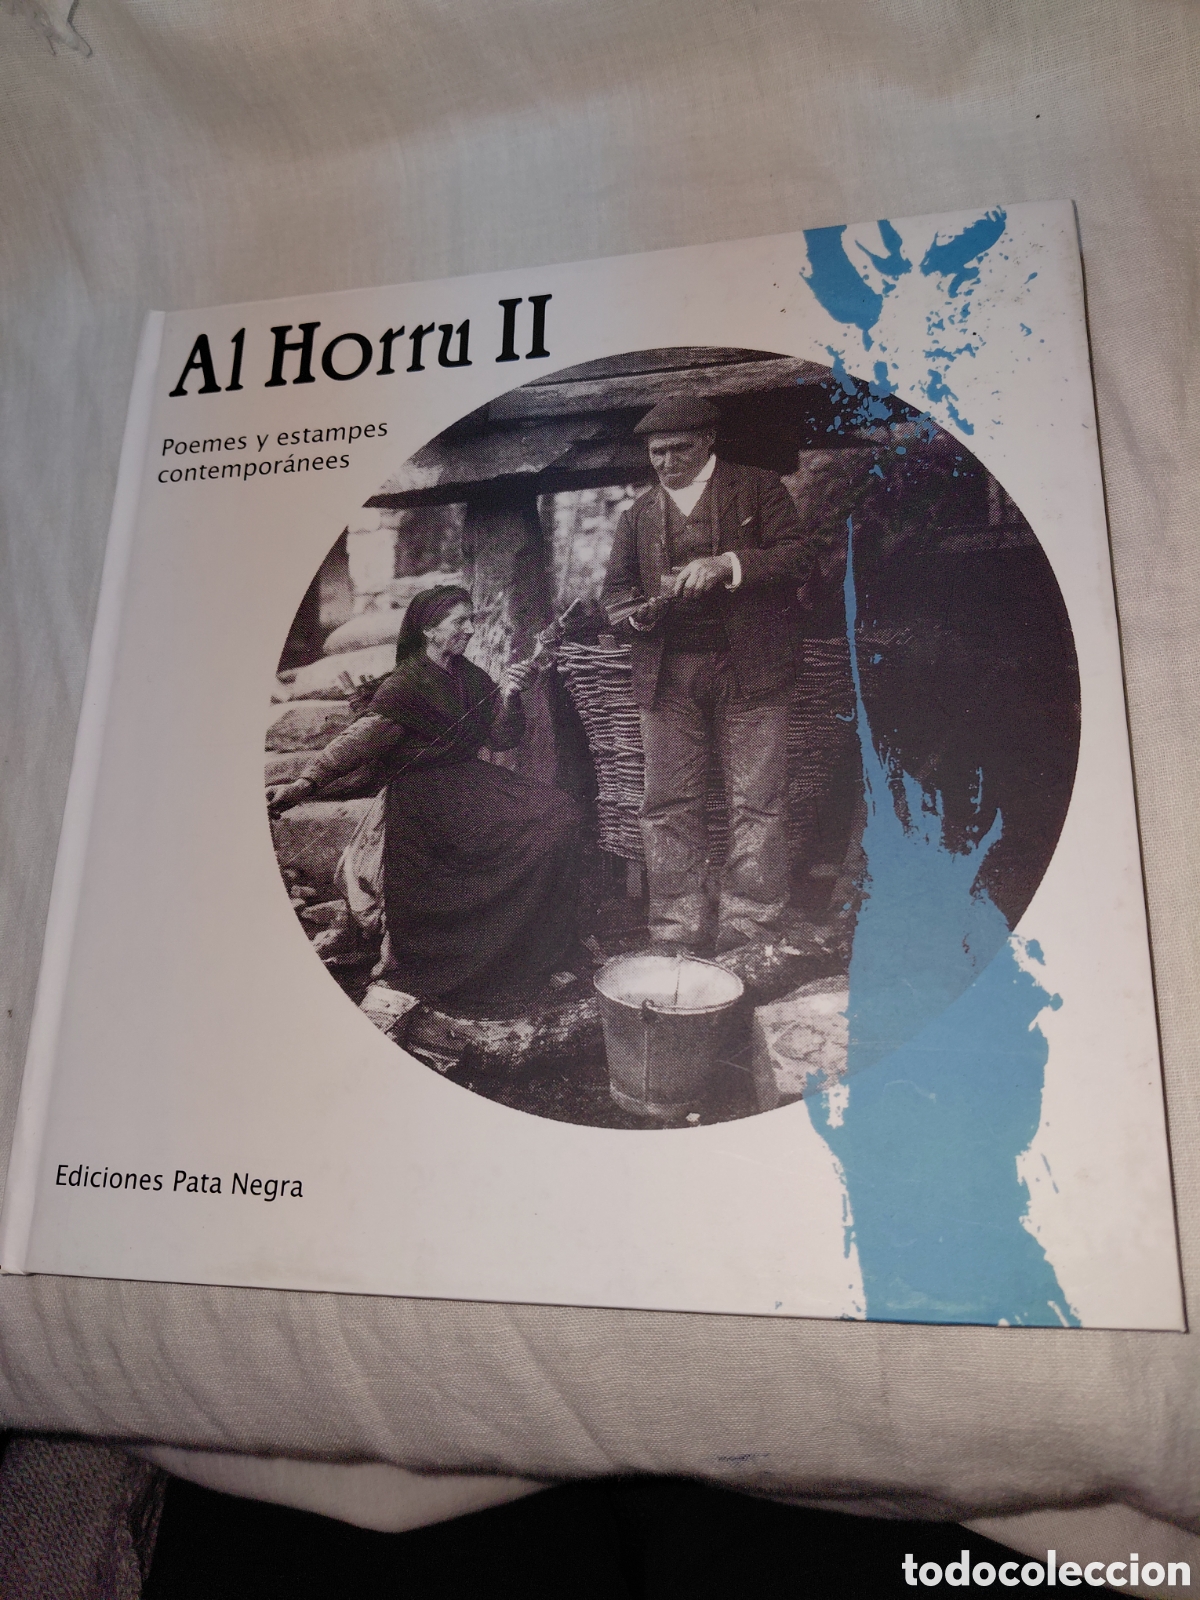 Al Horru II
Poemes y estampes
contemporánees
Ediciones Pata Negra
todocoleccion